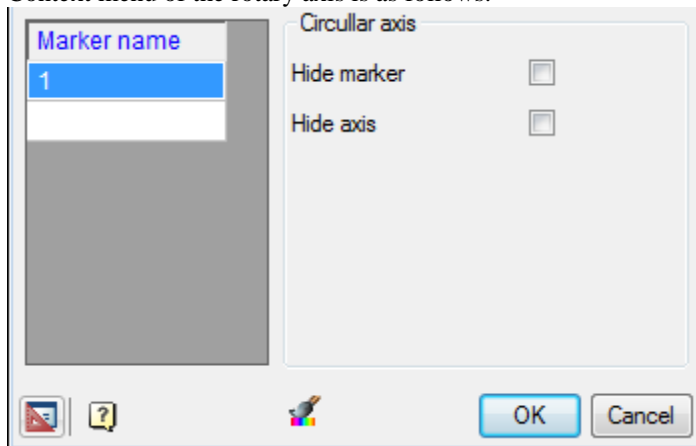 Context menu of the rotary axis is as follows:
Marker name
1
Circullar axis
Hide marker
Hide axis
OK
Cancel